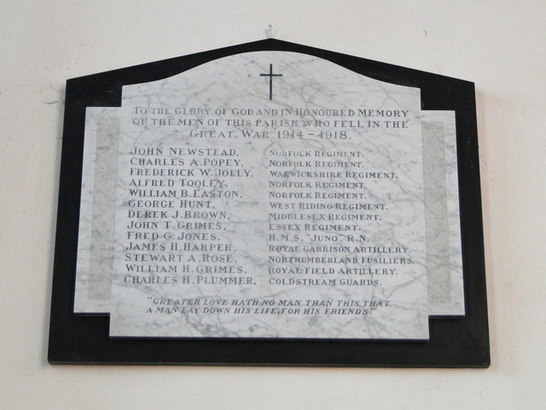 TO THE GLORY OF GOD AND IN HONOURED MEMORY
OF THE MEN OF THIS PARISH WHO FELL IN THE
GREAT WAR 1914-1918.
JOHN NEWSTEAD, NORFOLK REGIMENT.
CHARLES A. POPEY, NORFOLK REGIMENT.
FREDERICK W. JOLLY, WARWICKSHIRE REGIMENT.
ALFRED TOOLEY, NORFOLK REGIMENT.
WILLIAM B. EASTON, NORFOLK REGIMENT.
GEORGE HUNT, WEST RIDING REGIMENT.
DEREK J. BROWN, MIDDLESEX REGIMENT.
JOHN T. GRIMES, ESSEX REGIMENT.
FRED G. JONES, H.M.S. "JUNO" R.N.
JAMES H. HARPER, ROYAL GARRISON ARTILLERY.
STEWART A. ROSE, NORTHUMBERLAND FUSILIERS.
WILLIAM H. GRIMES, ROYAL FIELD ARTILLERY.
CHARLES H. PLUMMER, COLDSTREAM GUARDS.
"GREATER LOVE HATH NO MAN THAN THIS, THAT
A MAN LAY DOWN HIS LIFE, FOR HIS FRIENDS"